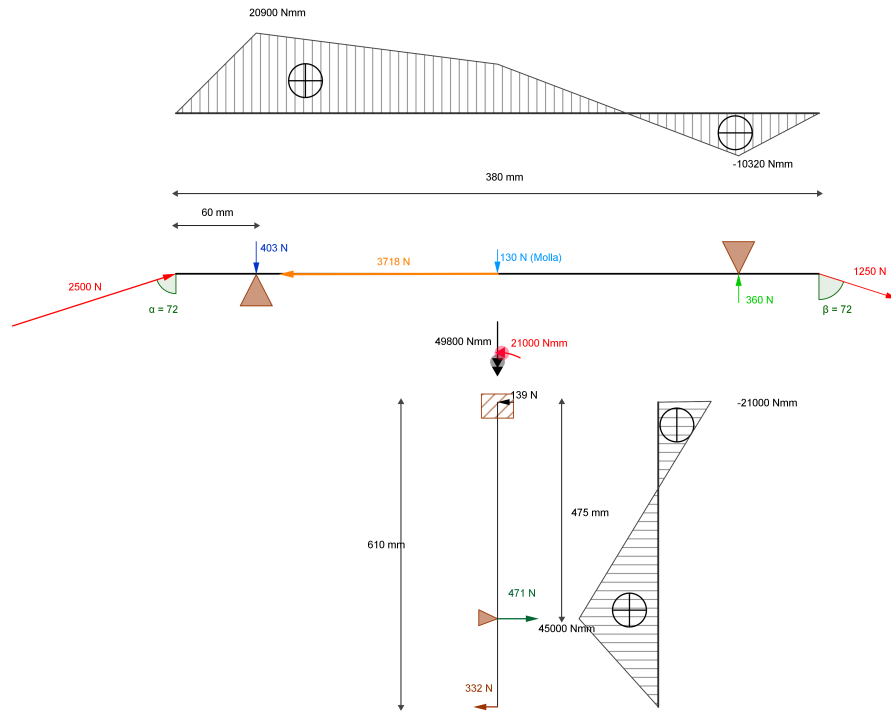 20900 Nmm
-10320 Nmm
380 mm
60 mm
403 N
3718 N
130 N (Molla)
2500 N
1250 N
α = 72
360 N
β = 72
49800 Nmm
21000 Nmm
139 N
-21000 Nmm
475 mm
610 mm
471 N
45000 Nmm
332 N